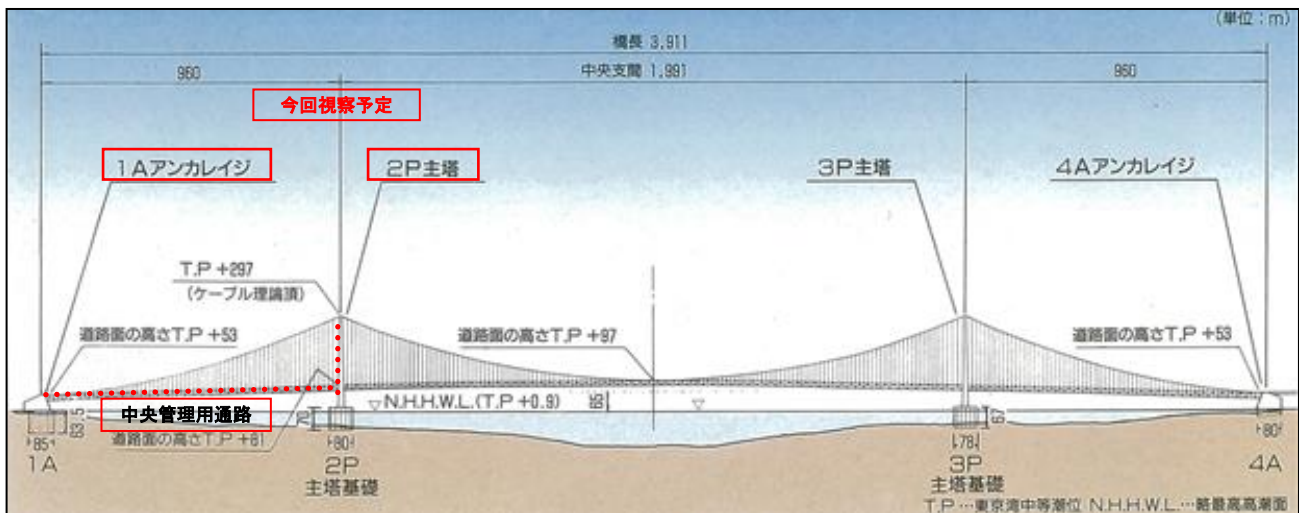 (単位:m)
橋長 3,911
960
中央支間 1,991
960
今回視察予定
1Aアンカレイジ
2P主塔
3P主塔
4Aアンカレイジ
T.P +297
(ケーブル理論頂)
道路面の高さT.P +53
道路面の高さT.P +97
道路面の高さT.P +53
N.H.H.W.L.(T.P +0.9)
65
中央管理用通路
道路面の高さT.P +81
63.5
70
67
85
80
78
80
1A
2P
3P
4A
主塔基礎
主塔基礎
T.P…東京湾中等潮位 N.H.H.W.L.…略最高高潮面